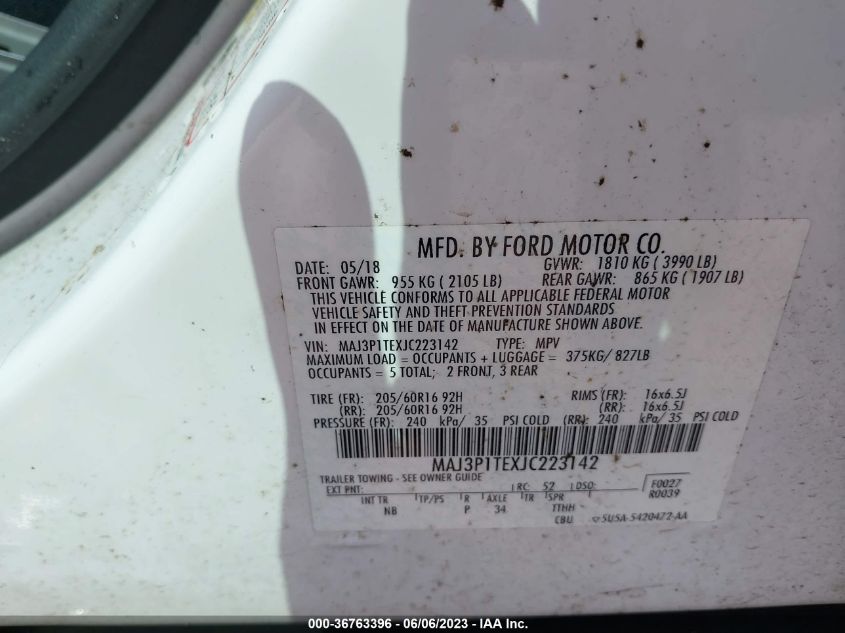 MFD. BY FORD MOTOR CO.
DATE: 05/18 GVWR: 1810 KG ( 3990 LB)
FRONT GAWR: 955 KG ( 2105 LB) REAR GAWR: 865 KG ( 1907 LB)
THIS VEHICLE CONFORMS TO ALL APPLICABLE FEDERAL MOTOR
VEHICLE SAFETY AND THEFT PREVENTION STANDARDS
IN EFFECT ON THE DATE OF MANUFACTURE SHOWN ABOVE.
VIN: MAJ3P1TEXJC223142 TYPE: MPV
MAXIMUM LOAD = OCCUPANTS + LUGGAGE = 375KG/ 827LB
OCCUPANTS = 5 TOTAL; 2 FRONT, 3 REAR
TIRE (FR): 205/60R16 92H RIMS (FR): 16x6.5J
(RR): 205/60R16 92H (RR): 16x6.5J
PRESSURE (FR): 240 kPa/ 35 PSI COLD (RR): 240 kPa/ 35 PSI COLD
MAJ3P1TEXJC223142
TRAILER TOWING - SEE OWNER GUIDE
EXT PNT: RC: 52 DSO: F0027
R0039
INT TR TP/PS R AXLE TR SPR
NB P 34 TTHH
CBU 5U5A-5420472-AA
000-36763396 - 06/06/2023 - IAA Inc.